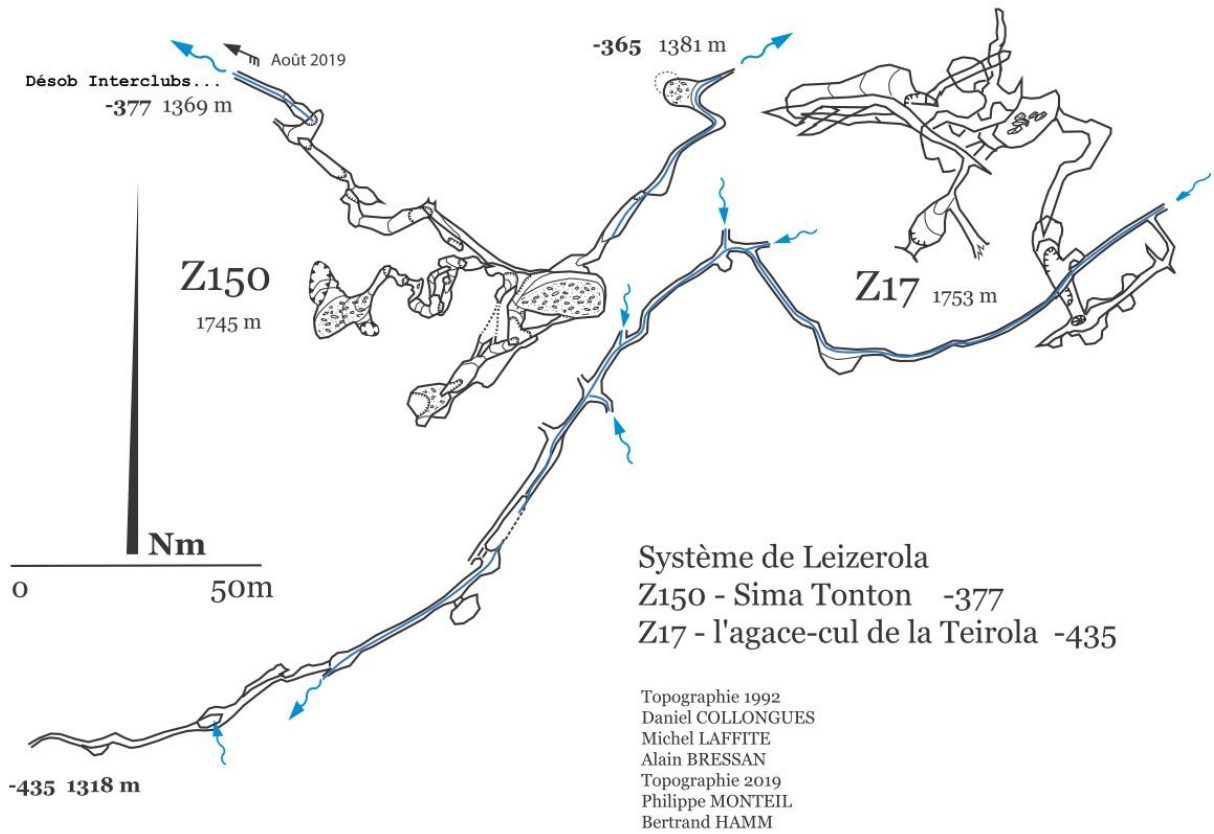 Août 2019
Désob Interclubs...
-377 1369 m
-365 1381 m
Z150
1745 m
Z17 1753 m
Nm
0 50m
Système de Leizerola
Z150 - Sima Tonton -377
Z17 - l'agace-cul de la Teirola -435
Topographie 1992
Daniel COLLONGUES
Michel LAFFITE
Alain BRESSAN
Topographie 2019
Philippe MONTEIL
Bertrand HAMM
-435 1318 m